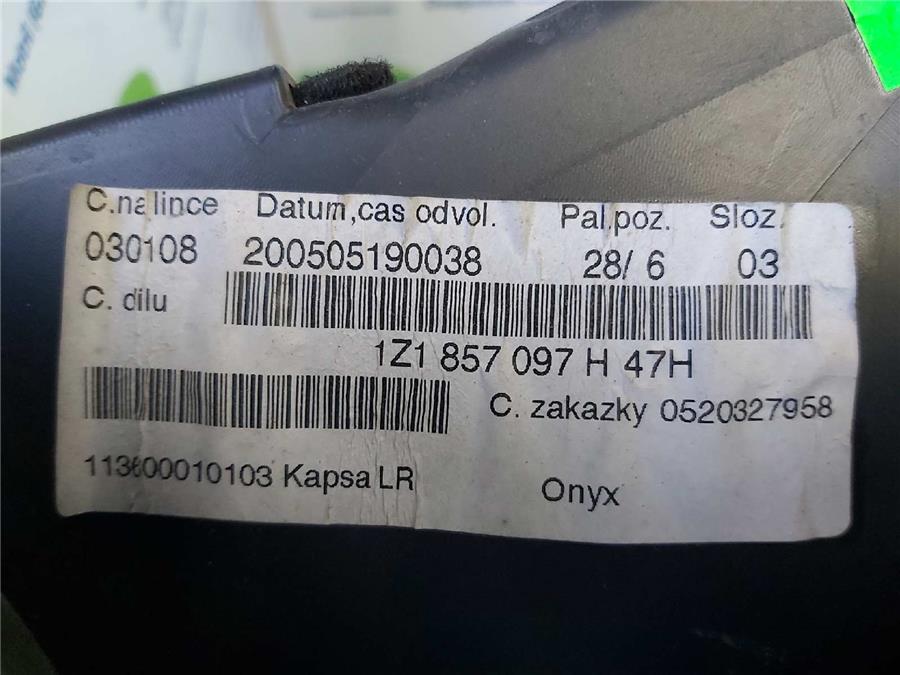 C.na lince Datum,cas odvol. Pal.poz. Sloz.
030108 200505190038 28/ 6 03
C. dilu
1Z1 857 097 H 47H
C. zakazky 0520327958
113600010103 Kapsa LR
Onyx